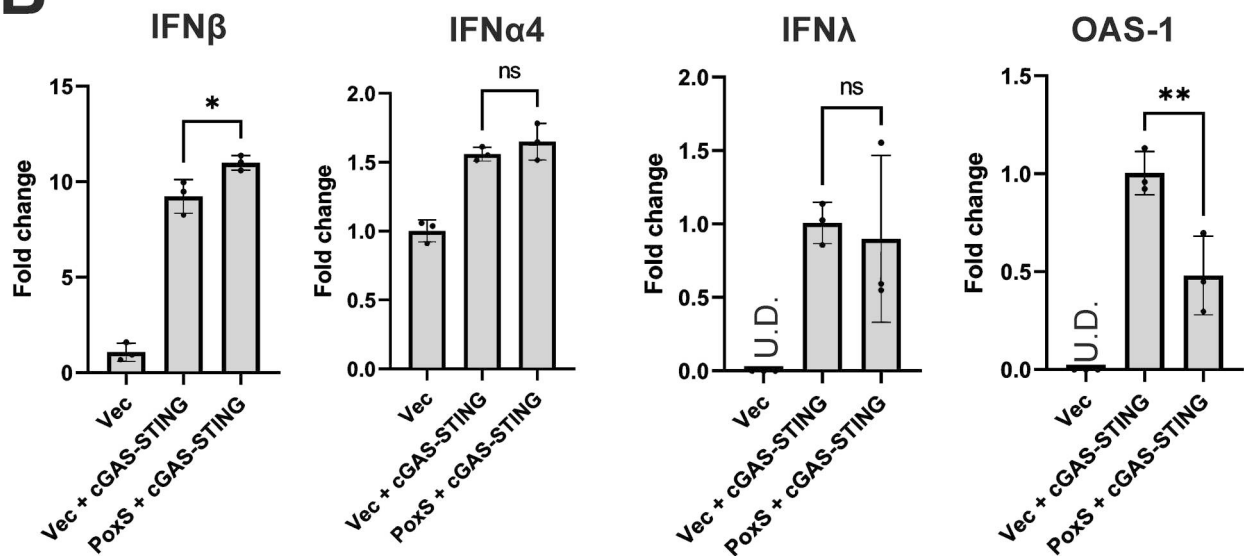 IFNβ
*
15
10
5
0
Fold change
Vec
Vec + cGAS-STING
PoxS + cGAS-STING
IFNα4
ns
2.0
1.5
1.0
0.5
0.0
Fold change
Vec
Vec + cGAS-STING
PoxS + cGAS-STING
IFNλ
ns
2.0
1.5
1.0
0.5
0.0
Fold change
U.D.
Vec
Vec + cGAS-STING
PoxS + cGAS-STING
OAS-1
**
1.5
1.0
0.5
0.0
Fold change
U.D.
Vec
Vec + cGAS-STING
PoxS + cGAS-STING